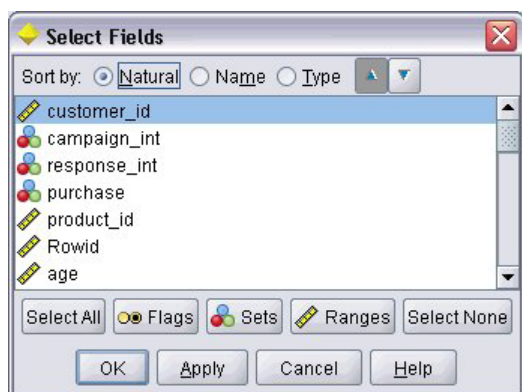 Select Fields
Sort by: Natural Name Type
customer_id
campaign_int
response_int
purchase
product_id
Rowid
age
Select All Flags Sets Ranges Select None
OK Apply Cancel Help